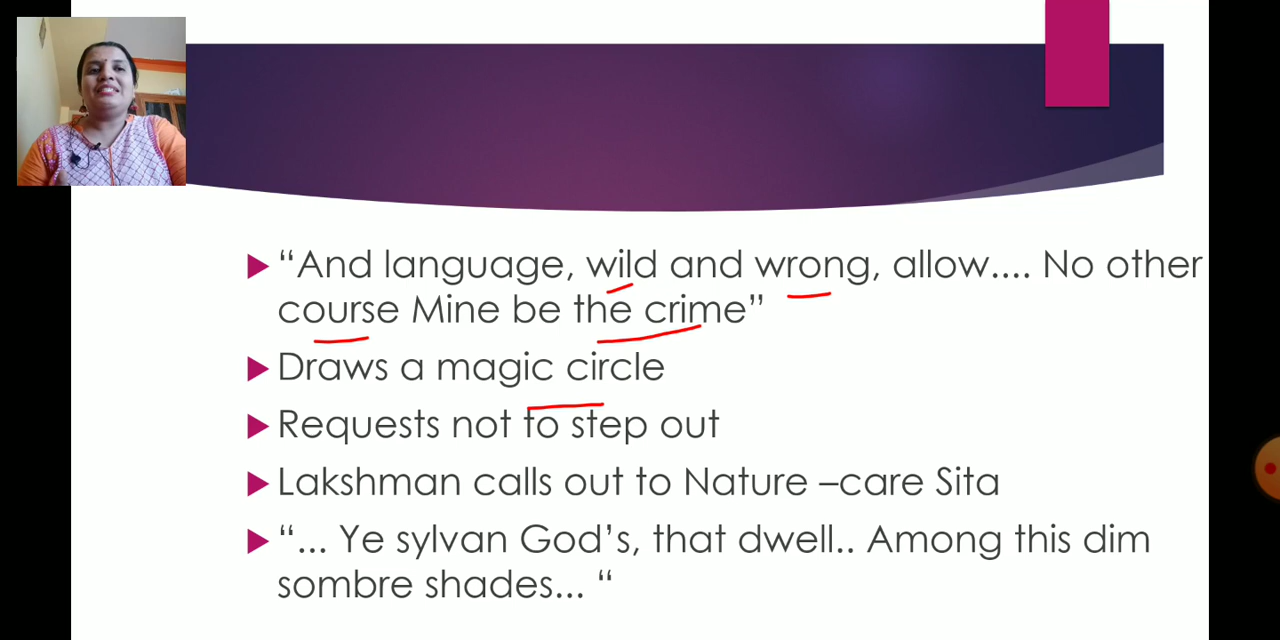 “And language, wild and wrong, allow.... No other
course Mine be the crime”
Draws a magic circle
Requests not to step out
Lakshman calls out to Nature –care Sita
“... Ye sylvan God’s, that dwell.. Among this dim
sombre shades... “